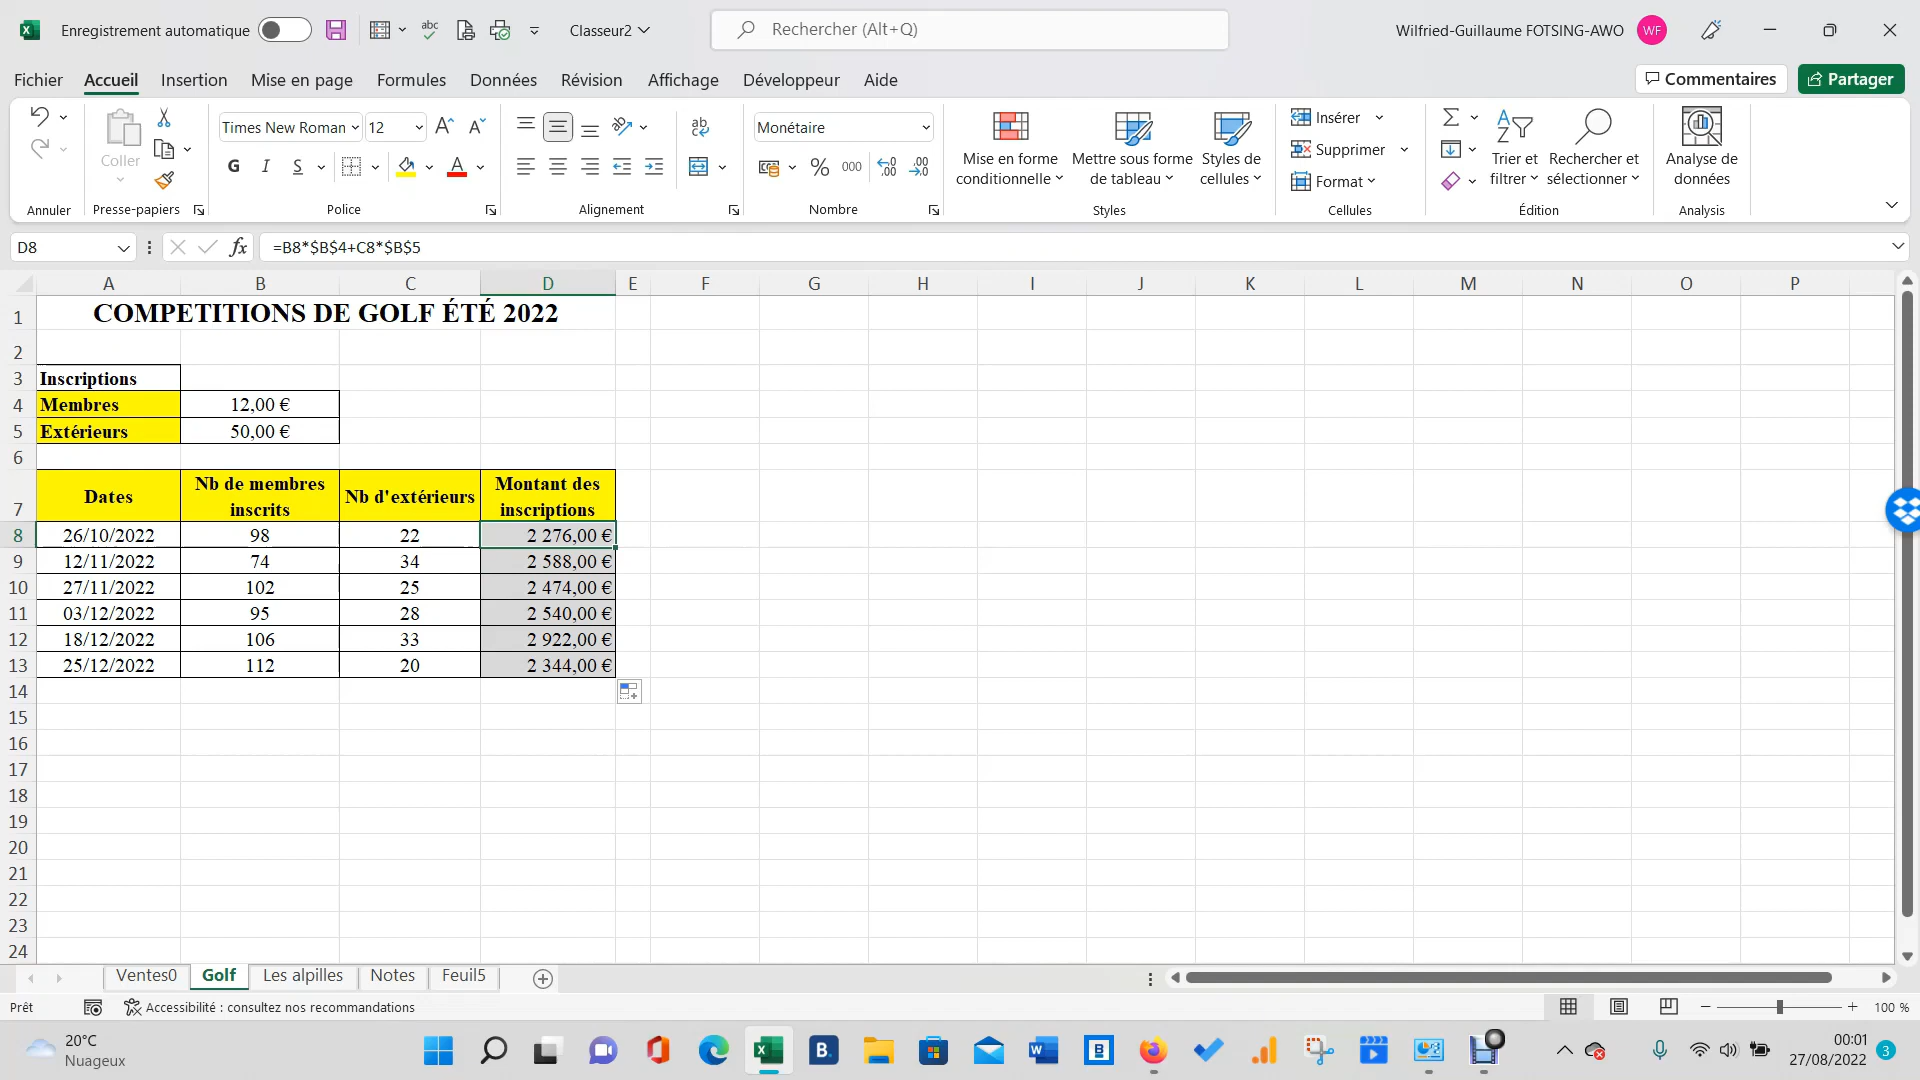 Enregistrement automatique
Classeur2
Rechercher (Alt+Q)
Wilfried-Guillaume FOTSING-AWO
WF
Fichier Accueil Insertion Mise en page Formules Données Révision Affichage Développeur Aide
Commentaires
Partager
Coller
Times New Roman
12
G I S
Monétaire
% 000
Mise en forme conditionnelle
Mettre sous forme de tableau
Styles de cellules
Insérer
Supprimer
Format
Trier et filtrer
Rechercher et sélectionner
Analyse de données
Annuler
Presse-papiers
Police
Alignement
Nombre
Styles
Cellules
Édition
Analysis
D8
fx
=B8*$B$4+C8*$B$5
A B C D E F G H I J K L M N O P
1 COMPETITIONS DE GOLF ÉTÉ 2022
2
3 Inscriptions
4 Membres 12,00 €
5 Extérieurs 50,00 €
6
7 Dates Nb de membres inscrits Nb d'extérieurs Montant des inscriptions
8 26/10/2022 98 22 2 276,00 €
9 12/11/2022 74 34 2 588,00 €
10 27/11/2022 102 25 2 474,00 €
11 03/12/2022 95 28 2 540,00 €
12 18/12/2022 106 33 2 922,00 €
13 25/12/2022 112 20 2 344,00 €
14
15
16
17
18
19
20
21
22
23
24
Ventes0 Golf Les alpilles Notes Feuil5
Prêt
Accessibilité : consultez nos recommandations
100 %
20°C
Nuageux
00:01
27/08/2022
3